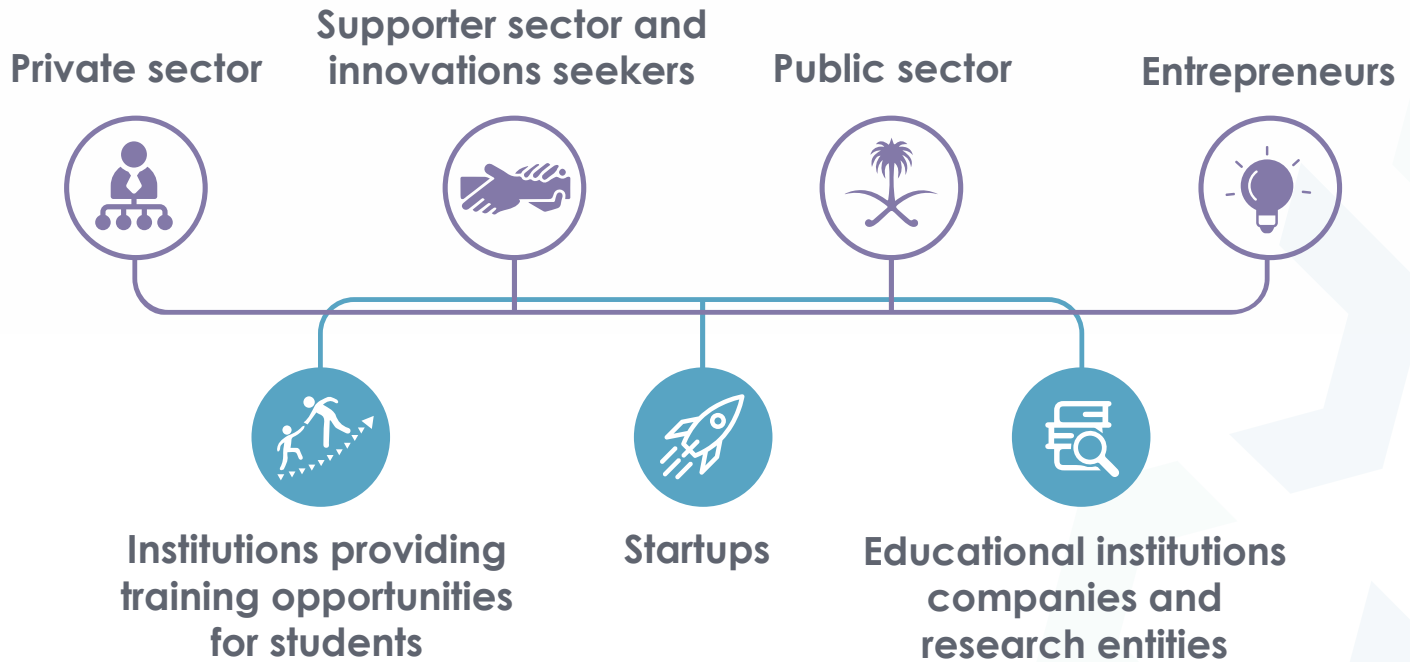 Private sector
Supporter sector and
innovations seekers
Public sector
Entrepreneurs
Institutions providing
training opportunities
for students
Startups
Educational institutions
companies and
research entities